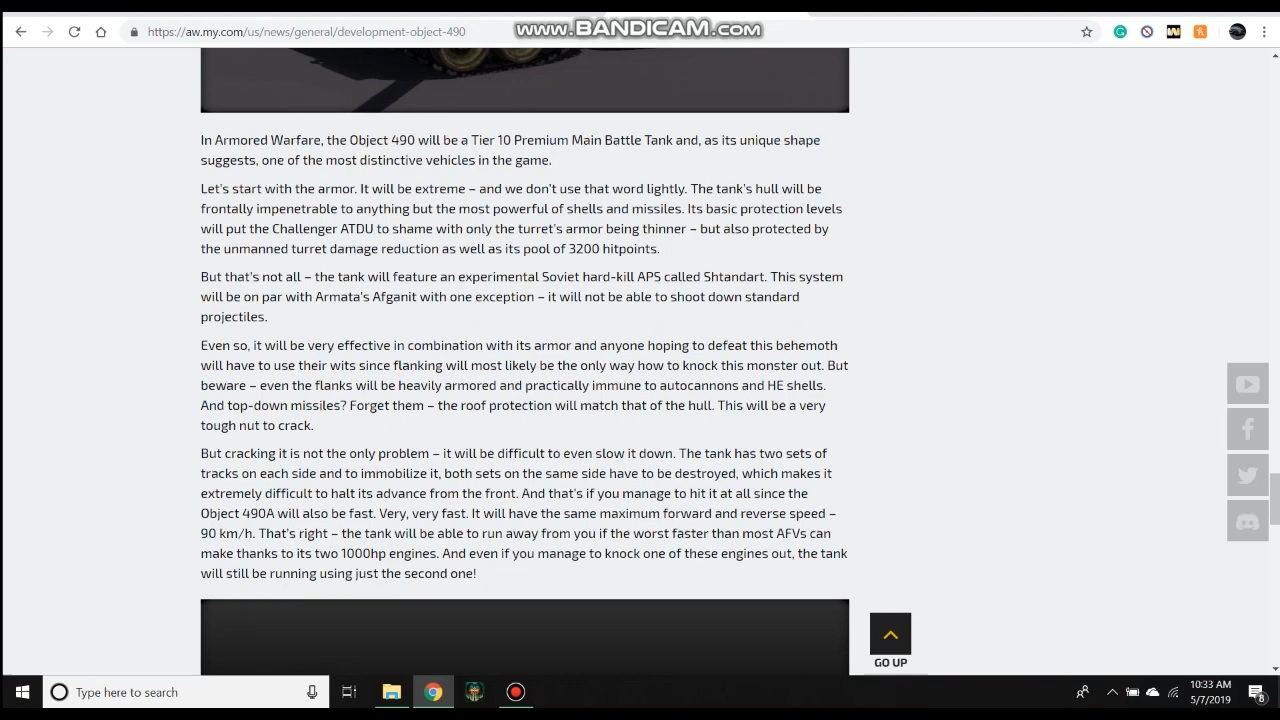 www.BANDICAM.com
https://aw.my.com/us/news/general/development-object-490
In Armored Warfare, the Object 490 will be a Tier 10 Premium Main Battle Tank and, as its unique shape
suggests, one of the most distinctive vehicles in the game.
Let's start with the armor. It will be extreme – and we don't use that word lightly. The tank's hull will be
frontally impenetrable to anything but the most powerful of shells and missiles. Its basic protection levels
will put the Challenger ATDU to shame with only the turret's armor being thinner – but also protected by
the unmanned turret damage reduction as well as its pool of 3200 hitpoints.
But that's not all – the tank will feature an experimental Soviet hard-kill APS called Shtandart. This system
will be on par with Armata's Afganit with one exception – it will not be able to shoot down standard
projectiles.
Even so, it will be very effective in combination with its armor and anyone hoping to defeat this behemoth
will have to use their wits since flanking will most likely be the only way how to knock this monster out. But
beware – even the flanks will be heavily armored and practically immune to autocannons and HE shells.
And top-down missiles? Forget them – the roof protection will match that of the hull. This will be a very
tough nut to crack.
But cracking it is not the only problem – it will be difficult to even slow it down. The tank has two sets of
tracks on each side and to immobilize it, both sets on the same side have to be destroyed, which makes it
extremely difficult to halt its advance from the front. And that's if you manage to hit it at all since the
Object 490A will also be fast. Very, very fast. It will have the same maximum forward and reverse speed –
90 km/h. That's right – the tank will be able to run away from you if the worst faster than most AFVs can
make thanks to its two 1000hp engines. And even if you manage to knock one of these engines out, the tank
will still be running using just the second one!
GO UP
Type here to search
10:33 AM
5/7/2019
8